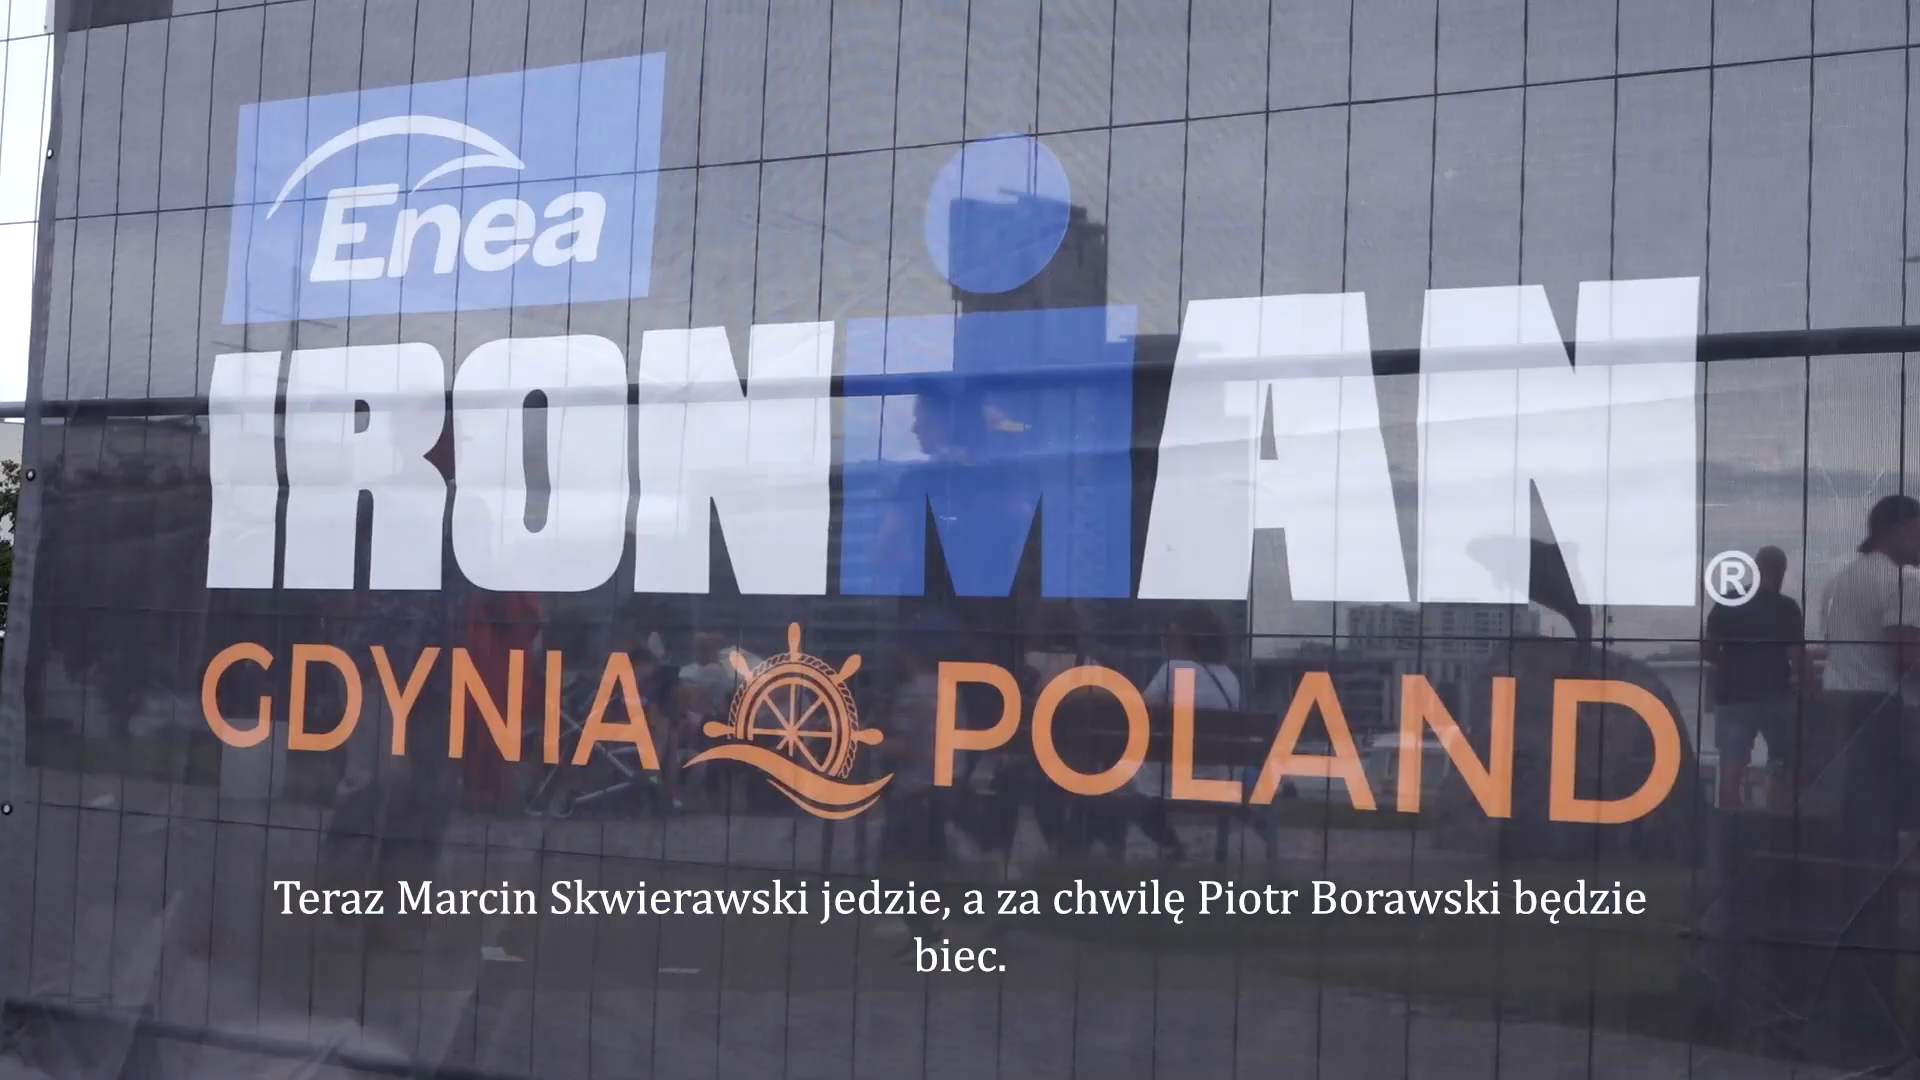 Enea
IRONMAN®
GDYNIA POLAND
Teraz Marcin Skwierawski jedzie, a za chwilę Piotr Borawski będzie
biec.